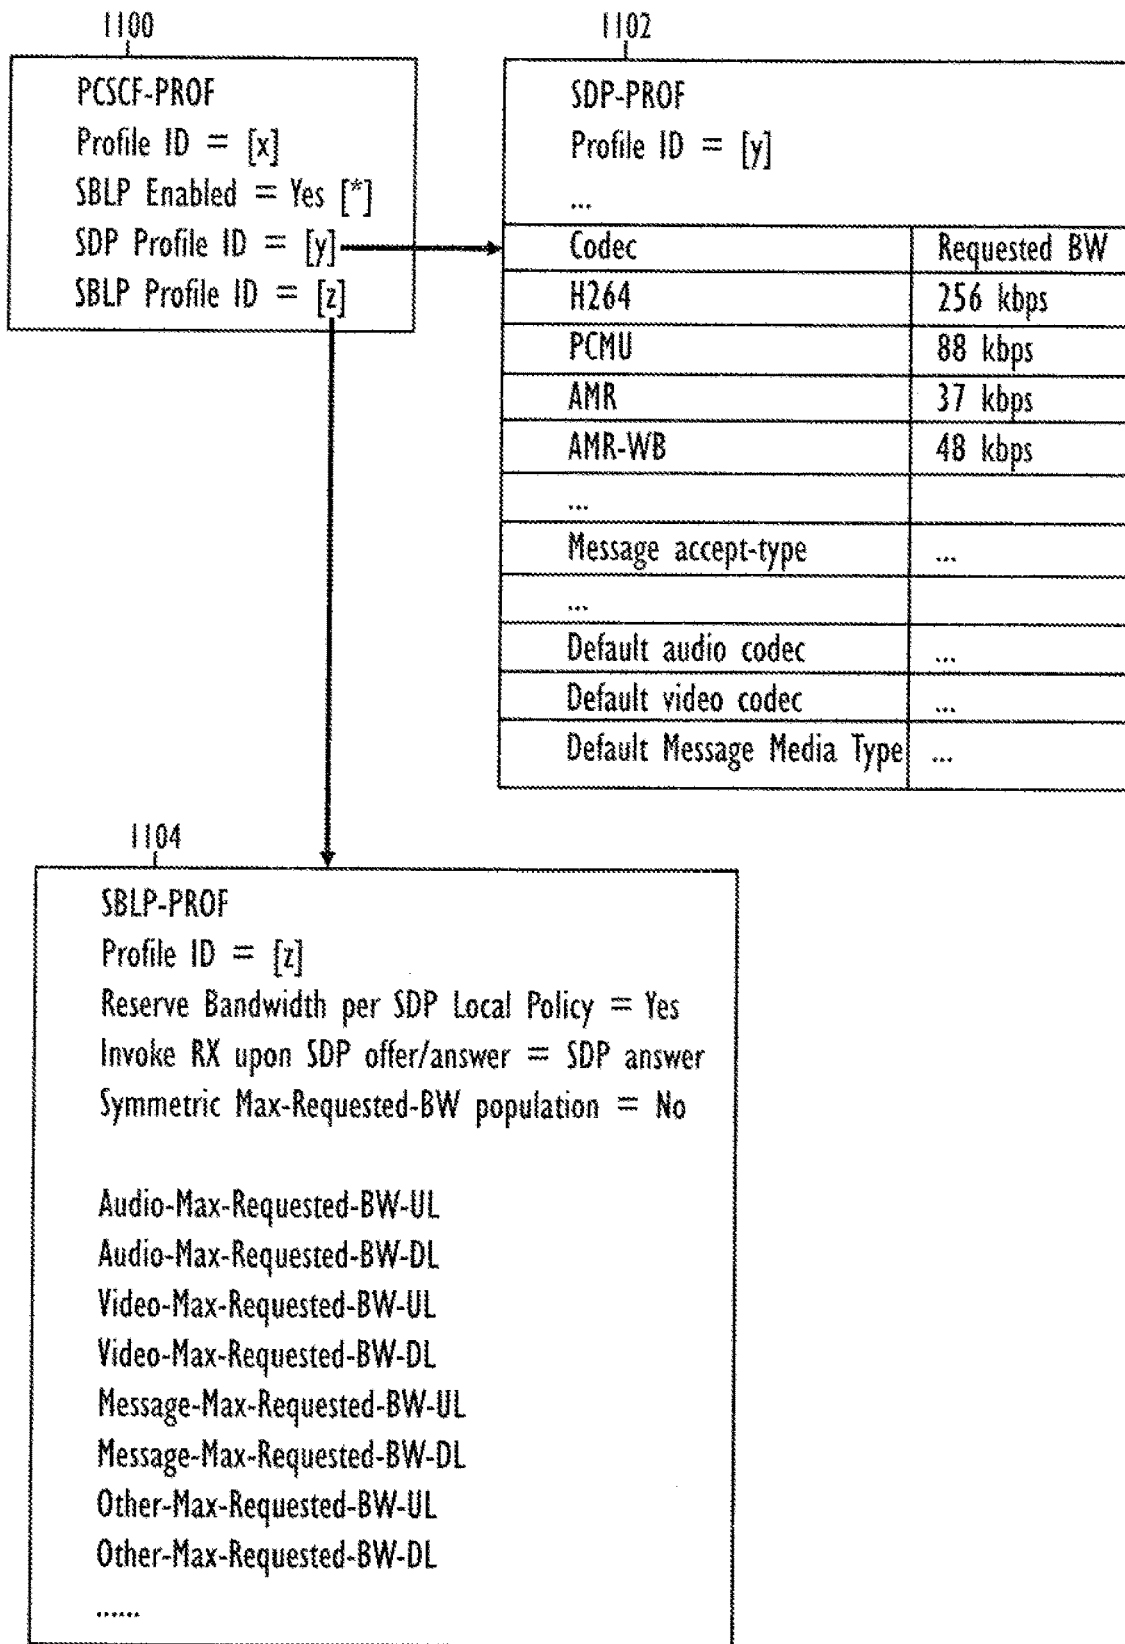 1100
PCSCF-PROF
Profile ID = [x]
SBLP Enabled = Yes [*]
SDP Profile ID = [y]
SBLP Profile ID = [z]
1102
SDP-PROF
Profile ID = [y]
...
Codec Requested BW
H264 256 kbps
PCMU 88 kbps
AMR 37 kbps
AMR-WB 48 kbps
...
Message accept-type ...
...
Default audio codec ...
Default video codec ...
Default Message Media Type ...
1104
SBLP-PROF
Profile ID = [z]
Reserve Bandwidth per SDP Local Policy = Yes
Invoke RX upon SDP offer/answer = SDP answer
Symmetric Max-Requested-BW population = No
Audio-Max-Requested-BW-UL
Audio-Max-Requested-BW-DL
Video-Max-Requested-BW-UL
Video-Max-Requested-BW-DL
Message-Max-Requested-BW-UL
Message-Max-Requested-BW-DL
Other-Max-Requested-BW-UL
Other-Max-Requested-BW-DL
......